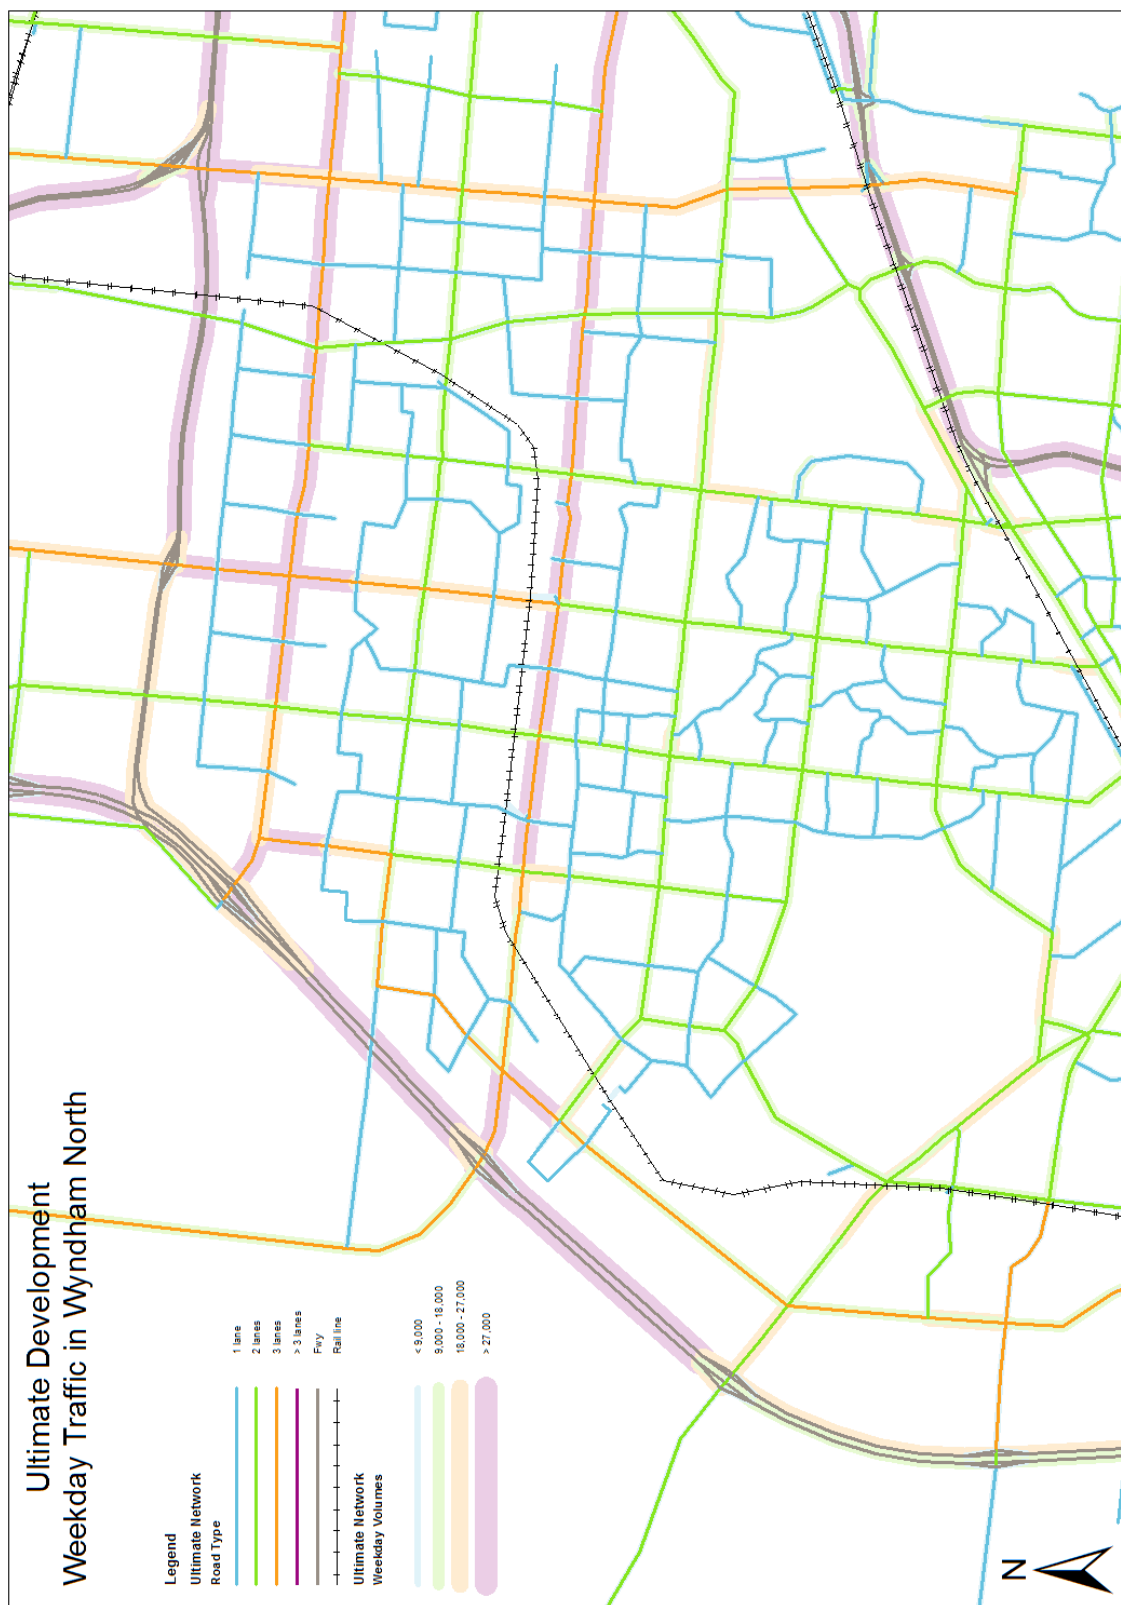 Ultimate Development
Weekday Traffic in Wyndham North
Legend
Ultimate Network
Road Type
1 lane
2 lanes
3 lanes
> 3 lanes
Fwy
Rail line
Ultimate Network
Weekday Volumes
< 9,000
9,000 - 18,000
18,000 - 27,000
> 27,000
N